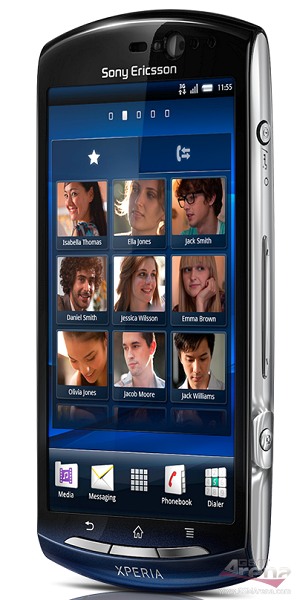 Sony Ericsson
3G 11:55
Isabella Thomas Ella Jones Jack Smith
Daniel Smith Jessica Wilsson Emma Brown
Olivia Jones Jacob Moore Jack Williams
Media Messaging Phonebook Dialer
XPERIA
GSM
Arena